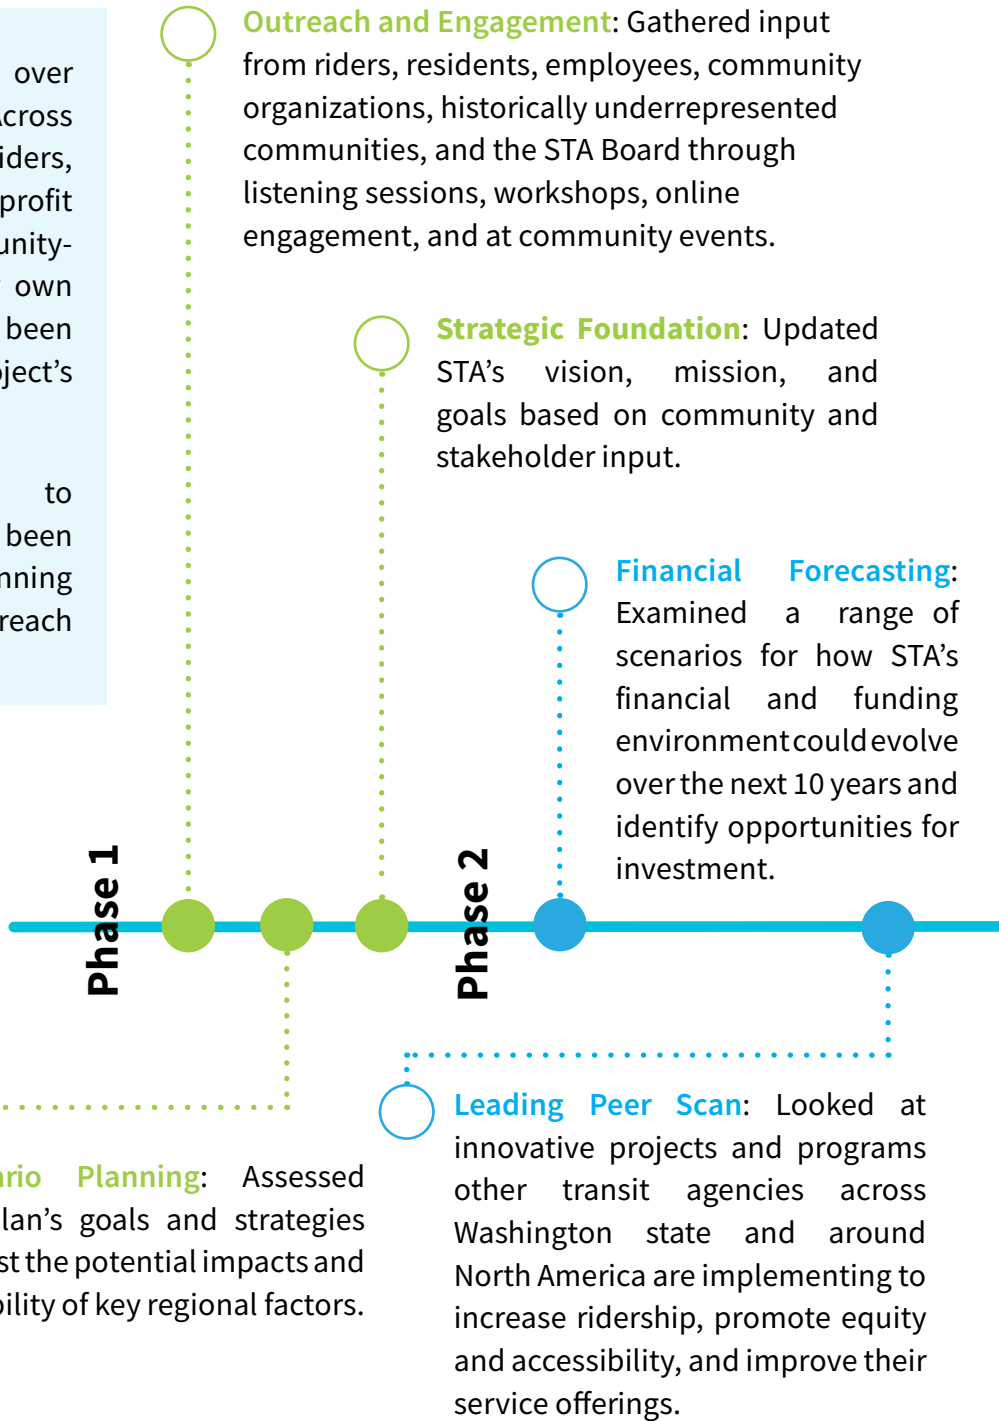 over
Across
riders,
profit
unity-
own
been
oject's
to
been
nning
reach
Outreach and Engagement: Gathered input
from riders, residents, employees, community
organizations, historically underrepresented
communities, and the STA Board through
listening sessions, workshops, online
engagement, and at community events.
Strategic Foundation: Updated
STA's vision, mission, and
goals based on community and
stakeholder input.
Financial Forecasting:
Examined a range of
scenarios for how STA's
financial and funding
environment could evolve
over the next 10 years and
identify opportunities for
investment.
Phase 1
Phase 2
ario Planning: Assessed
lan's goals and strategies
st the potential impacts and
bility of key regional factors.
Leading Peer Scan: Looked at
innovative projects and programs
other transit agencies across
Washington state and around
North America are implementing to
increase ridership, promote equity
and accessibility, and improve their
service offerings.